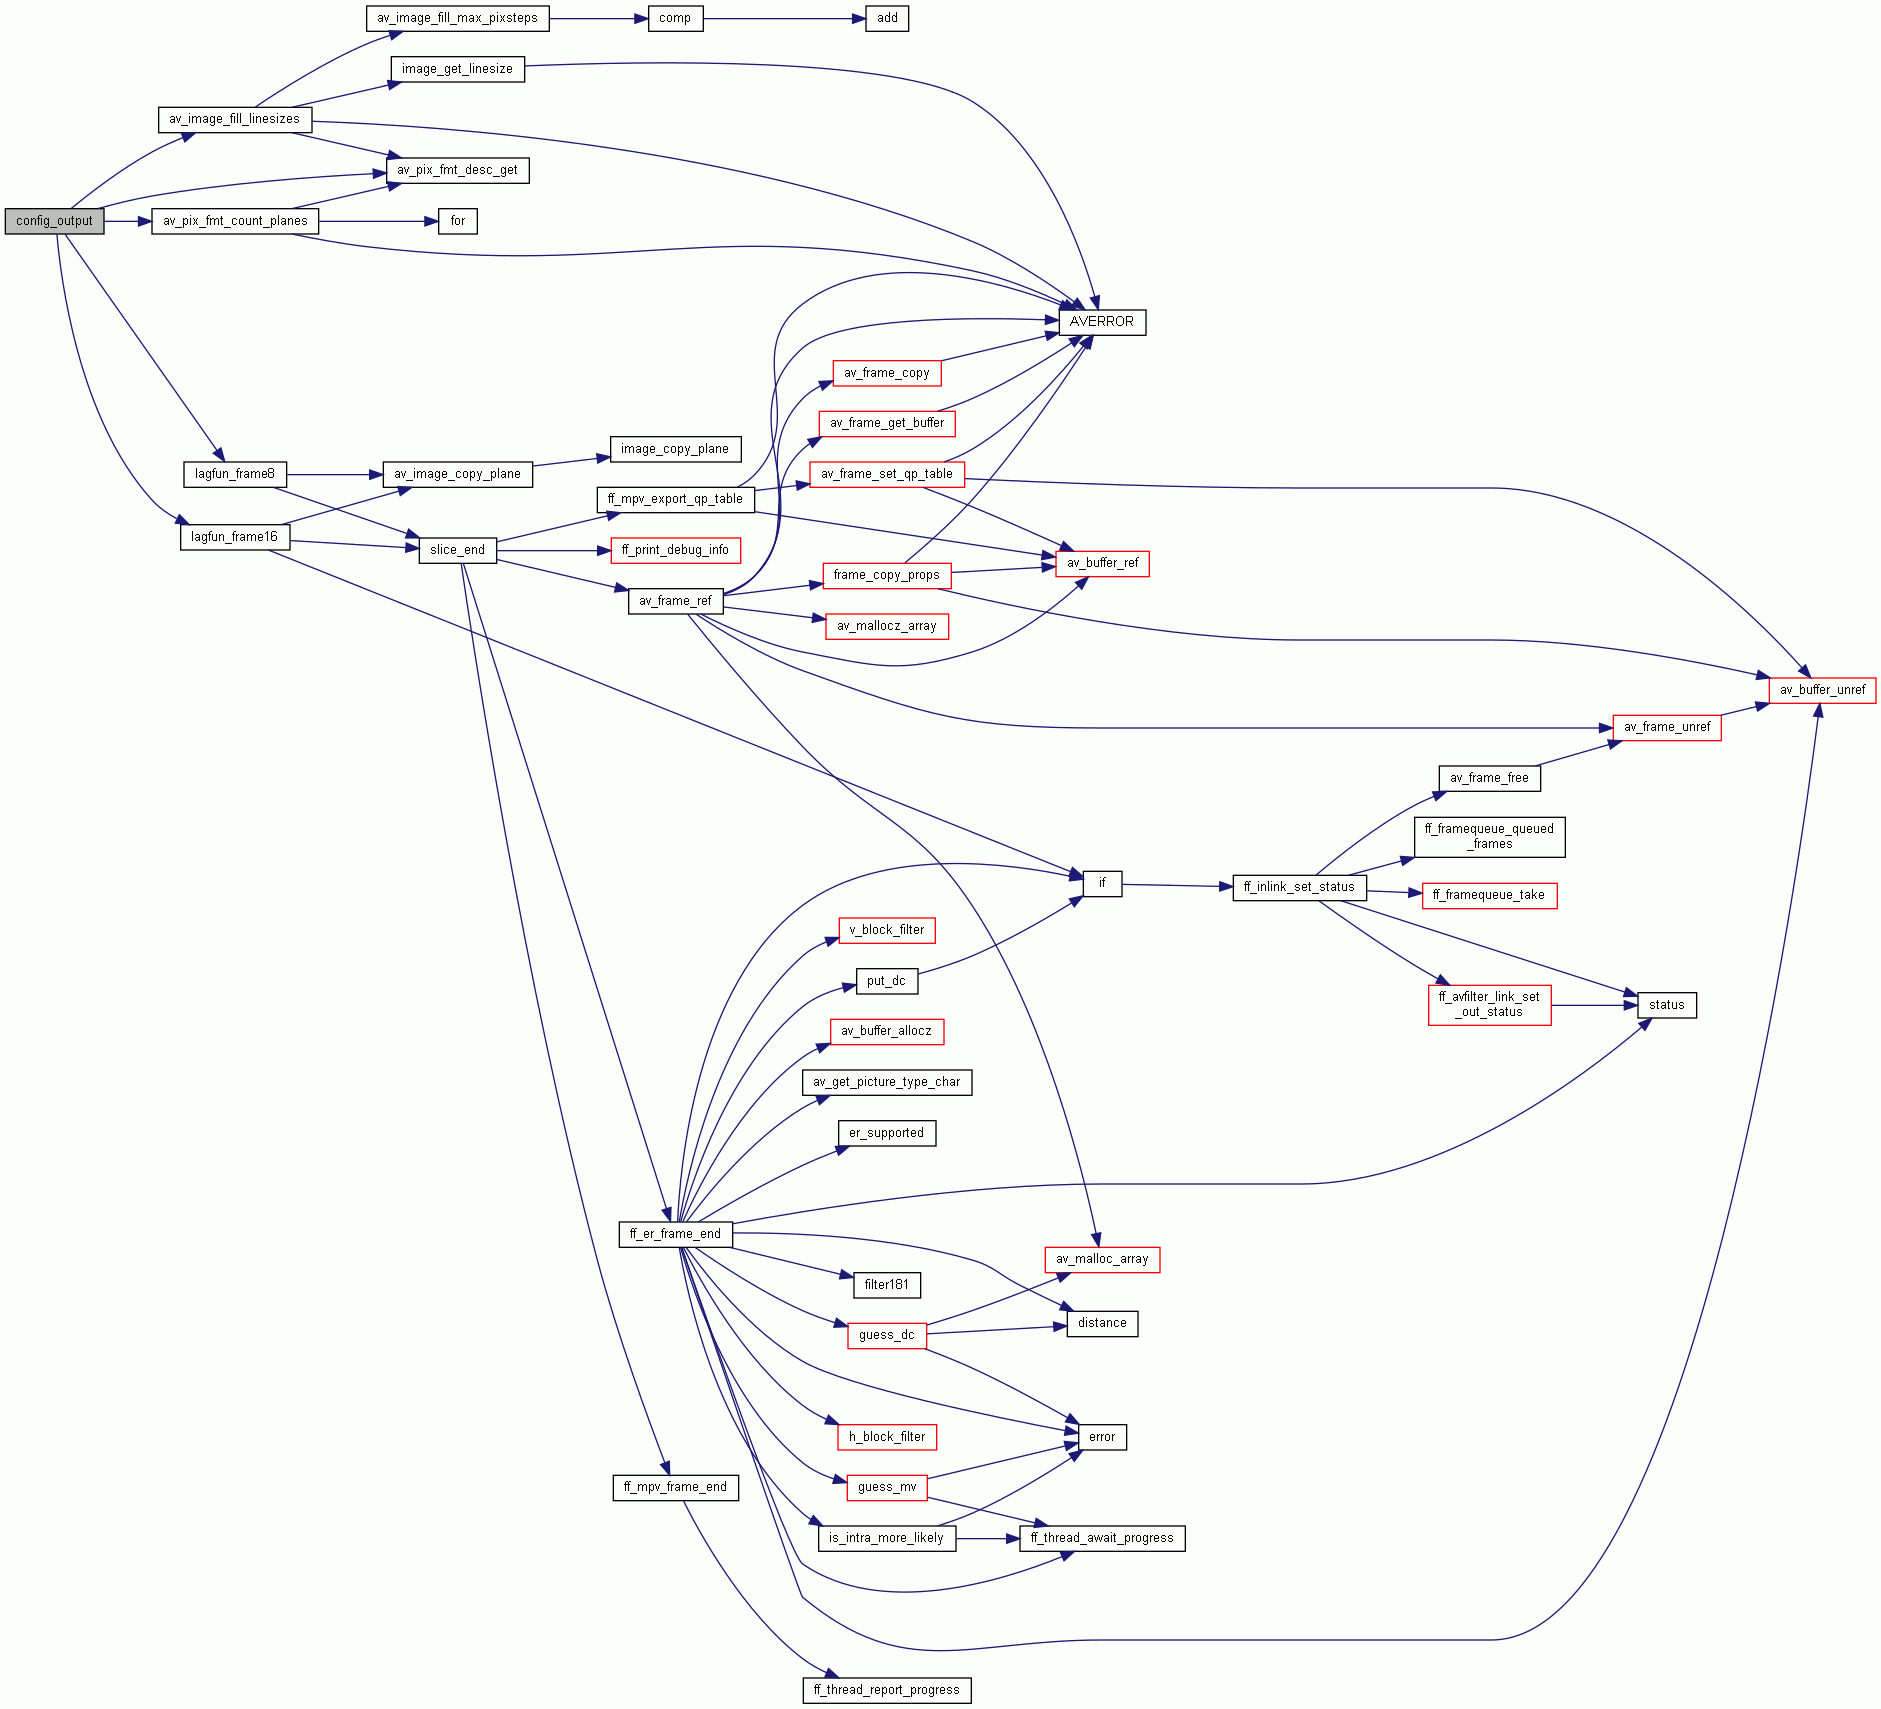 av_image_fill_max_pixsteps
comp
add
image_get_linesize
av_image_fill_linesizes
av_pix_fmt_desc_get
config_output
av_pix_fmt_count_planes
for
AVERROR
av_frame_copy
av_frame_get_buffer
image_copy_plane
lagfun_frame8
av_image_copy_plane
av_frame_set_qp_table
ff_mpv_export_qp_table
lagfun_frame16
slice_end
ff_print_debug_info
av_buffer_ref
frame_copy_props
av_frame_ref
av_mallocz_array
av_buffer_unref
av_frame_unref
av_frame_free
ff_framequeue_queued
_frames
if
ff_inlink_set_status
ff_framequeue_take
v_block_filter
put_dc
ff_avfilter_link_set
_out_status
status
av_buffer_allocz
av_get_picture_type_char
er_supported
ff_er_frame_end
av_malloc_array
filter181
distance
guess_dc
h_block_filter
error
ff_mpv_frame_end
guess_mv
is_intra_more_likely
ff_thread_await_progress
ff_thread_report_progress